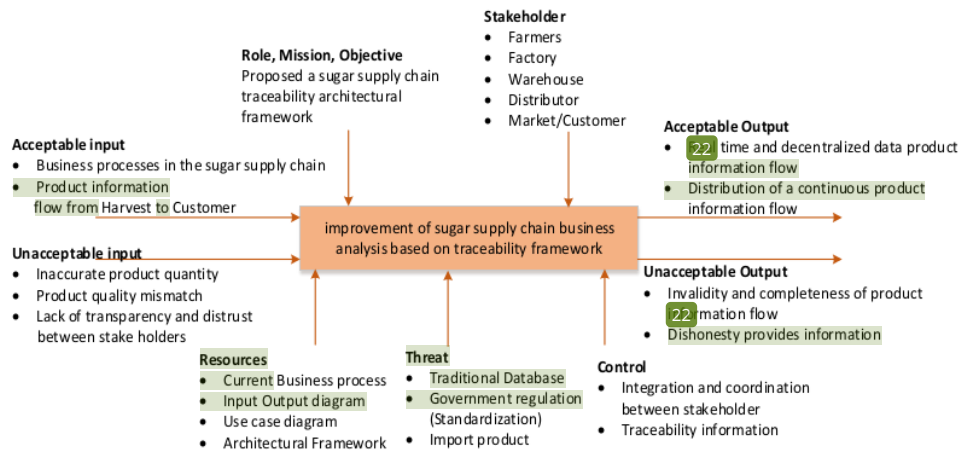 Stakeholder
• Farmers
• Factory
• Warehouse
• Distributor
• Market/Customer
Role, Mission, Objective
Proposed a sugar supply chain
traceability architectural
framework
Acceptable input
• Business processes in the sugar supply chain
• Product information
flow from Harvest to Customer
Acceptable Output
• 22 time and decentralized data product
information flow
• Distribution of a continuous product
information flow
improvement of sugar supply chain business
analysis based on traceability framework
Unacceptable input
• Inaccurate product quantity
• Product quality mismatch
• Lack of transparency and distrust
between stake holders
Unacceptable Output
• Invalidity and completeness of product
22 flow
• Dishonesty provides information
Resources
• Current Business process
• Input Output diagram
• Use case diagram
• Architectural Framework
Threat
• Traditional Database
• Government regulation
(Standardization)
• Import product
Control
• Integration and coordination
between stakeholder
• Traceability information